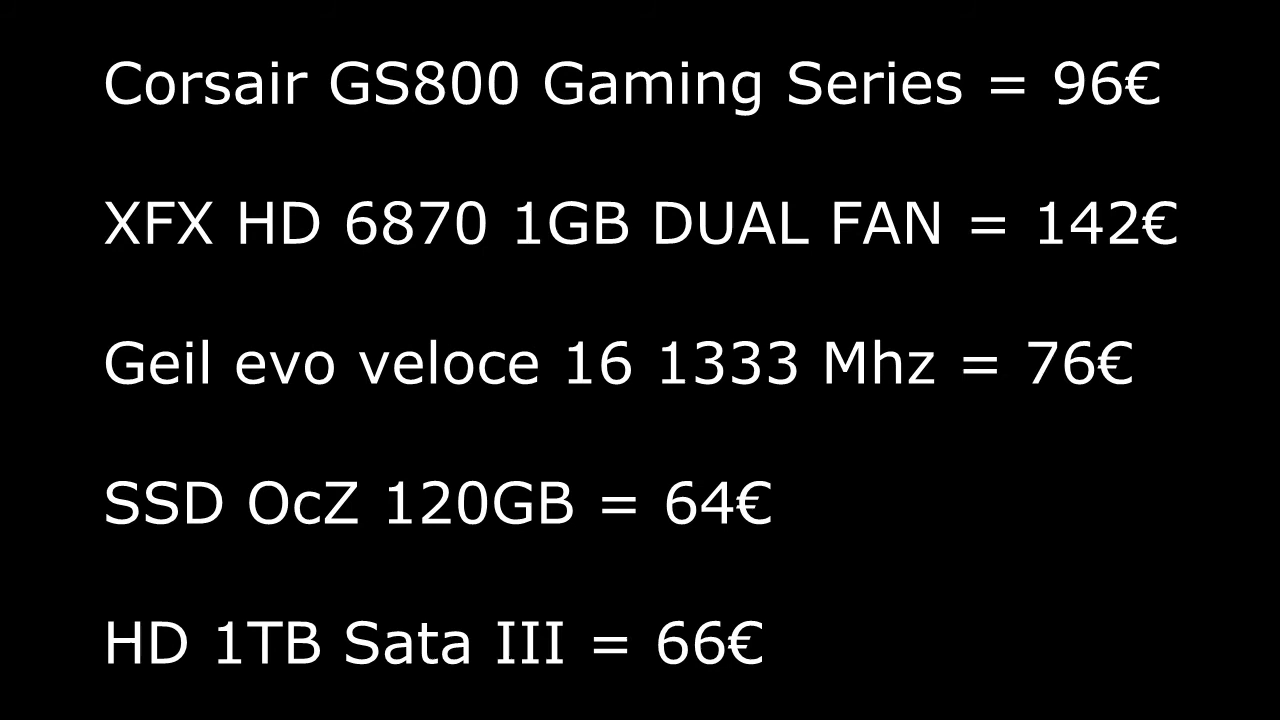 Corsair GS800 Gaming Series = 96€
XFX HD 6870 1GB DUAL FAN = 142€
Geil evo veloce 16 1333 Mhz = 76€
SSD OcZ 120GB = 64€
HD 1TB Sata III = 66€